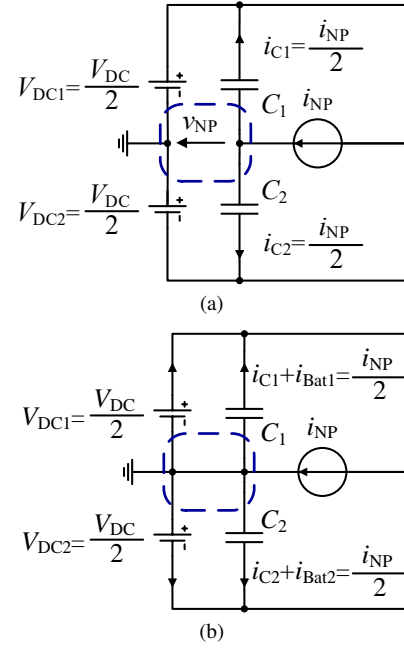 V_DC1= V_DC/2
i_C1= i_NP/2
+
C_1
i_NP
v_NP
V_DC2= V_DC/2
+
C_2
i_C2= i_NP/2
(a)
i_C1+i_Bat1= i_NP/2
V_DC1= V_DC/2
+
C_1
i_NP
V_DC2= V_DC/2
+
C_2
i_C2+i_Bat2= i_NP/2
(b)